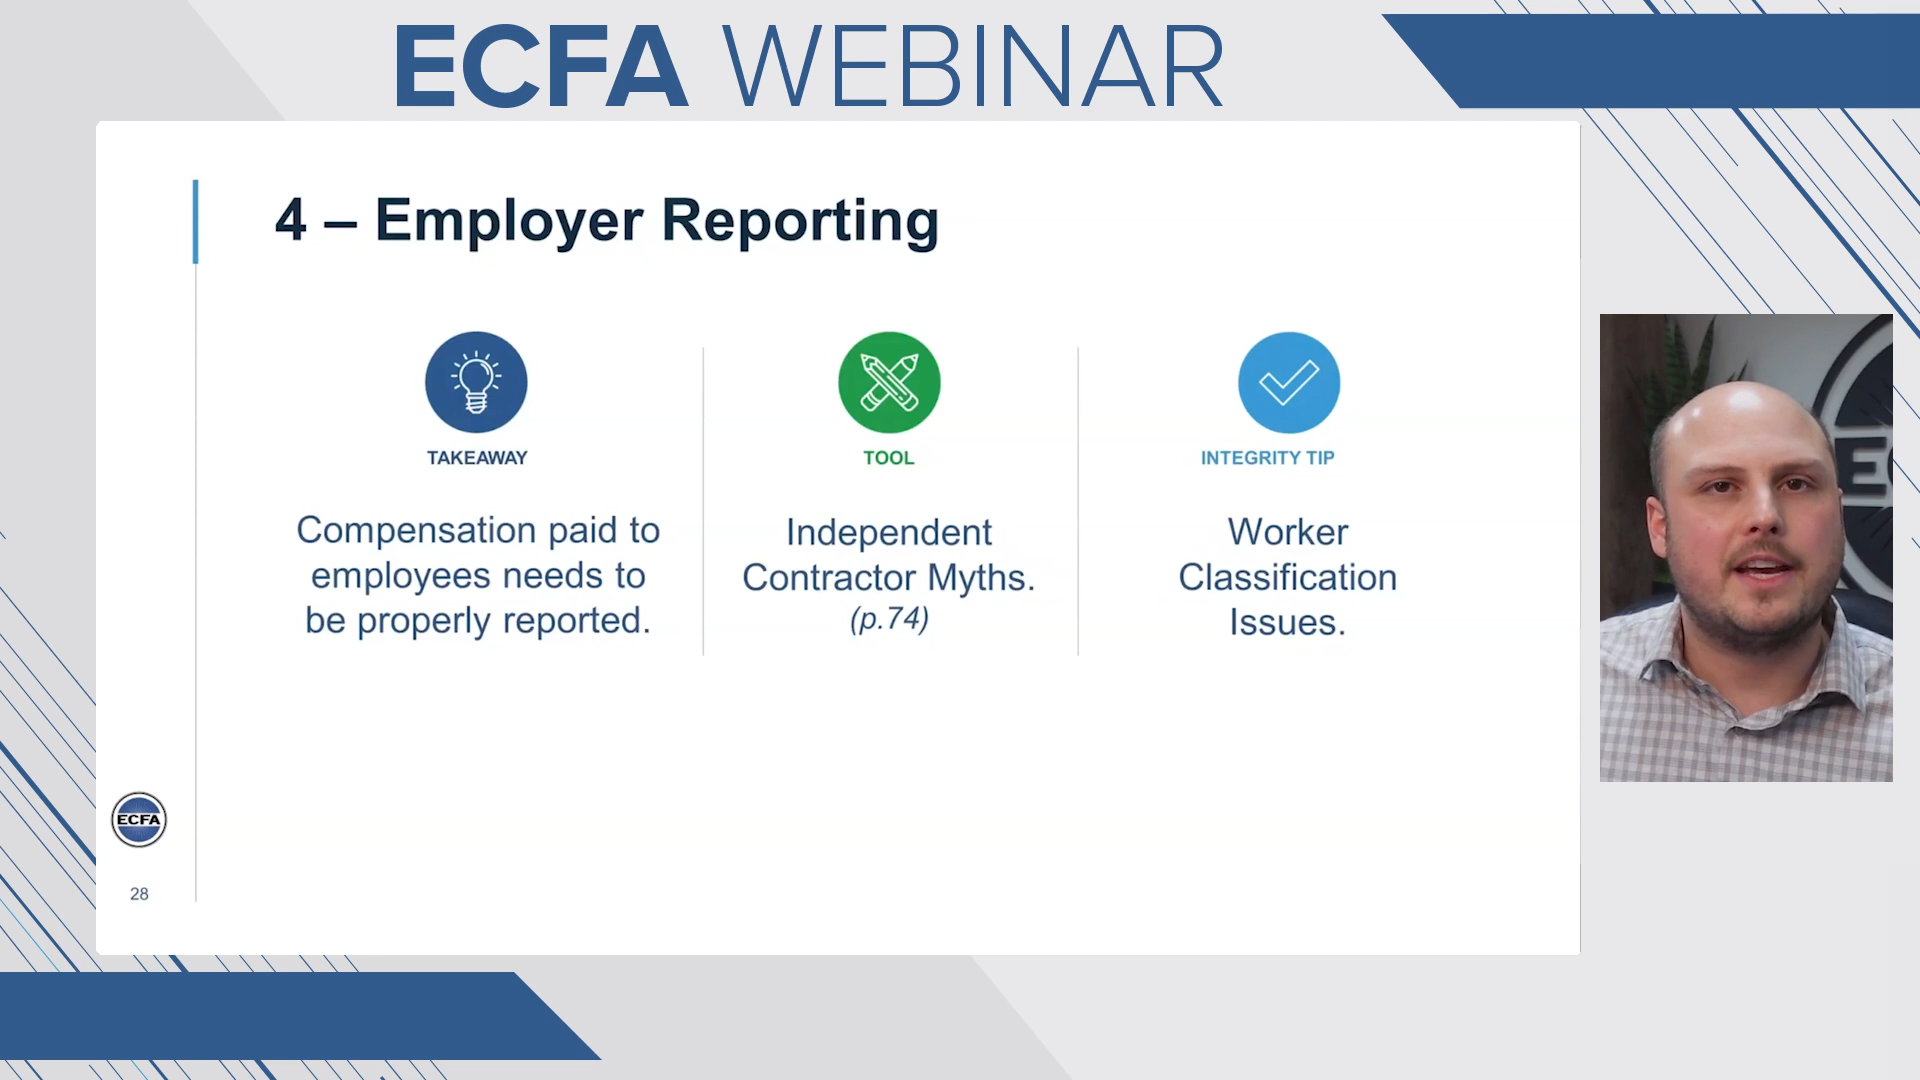 ECFA WEBINAR
4 – Employer Reporting
TAKEAWAY
Compensation paid to
employees needs to
be properly reported.
TOOL
Independent
Contractor Myths.
(p.74)
INTEGRITY TIP
Worker
Classification
Issues.
ECFA
28